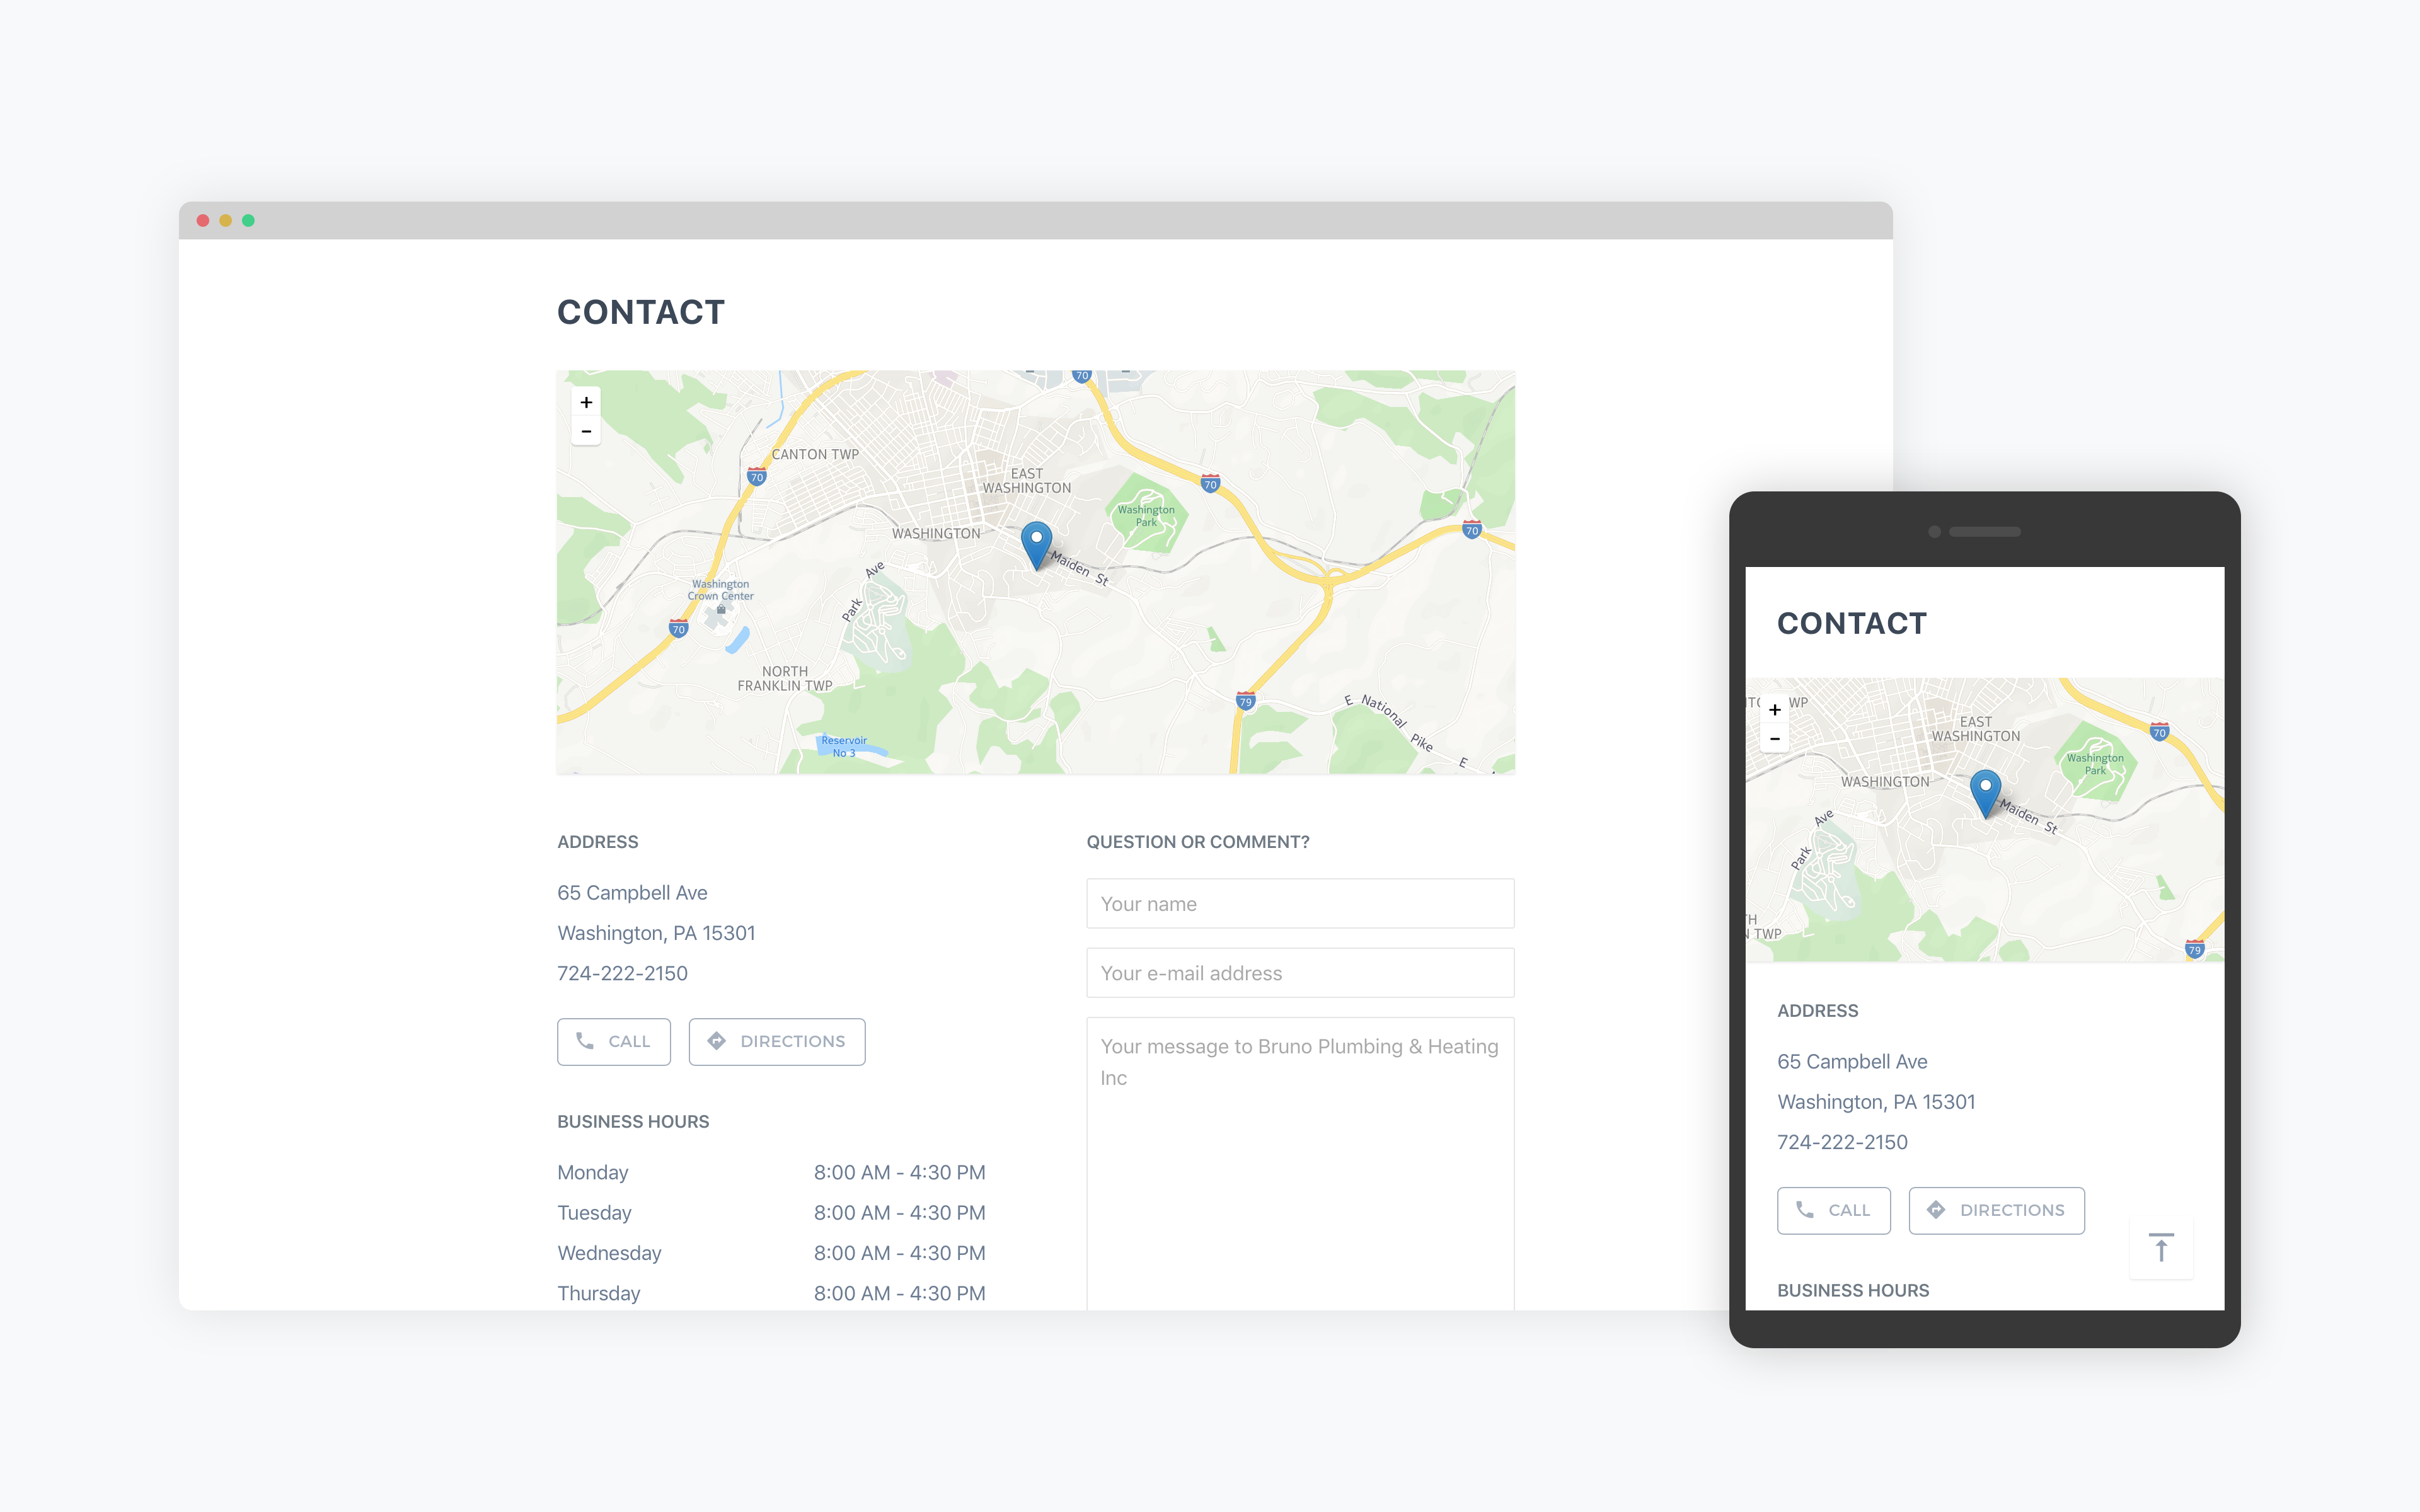 CONTACT
+
−
70
CANTON TWP
70
EAST
WASHINGTON
70
Washington
Park
WASHINGTON
70
Maiden St
Park Ave
Washington
Crown Center
70
NORTH
FRANKLIN TWP
79
E National Pike
E
Reservoir
No 3
ADDRESS
65 Campbell Ave
Washington, PA 15301
724-222-2150
CALL
DIRECTIONS
BUSINESS HOURS
Monday 8:00 AM - 4:30 PM
Tuesday 8:00 AM - 4:30 PM
Wednesday 8:00 AM - 4:30 PM
Thursday 8:00 AM - 4:30 PM
QUESTION OR COMMENT?
Your name
Your e-mail address
Your message to Bruno Plumbing & Heating
Inc
CONTACT
+
−
WP
EAST
WASHINGTON
70
Washington
Park
WASHINGTON
Maiden St
Park Ave
TH
N TWP
79
ADDRESS
65 Campbell Ave
Washington, PA 15301
724-222-2150
CALL
DIRECTIONS
BUSINESS HOURS